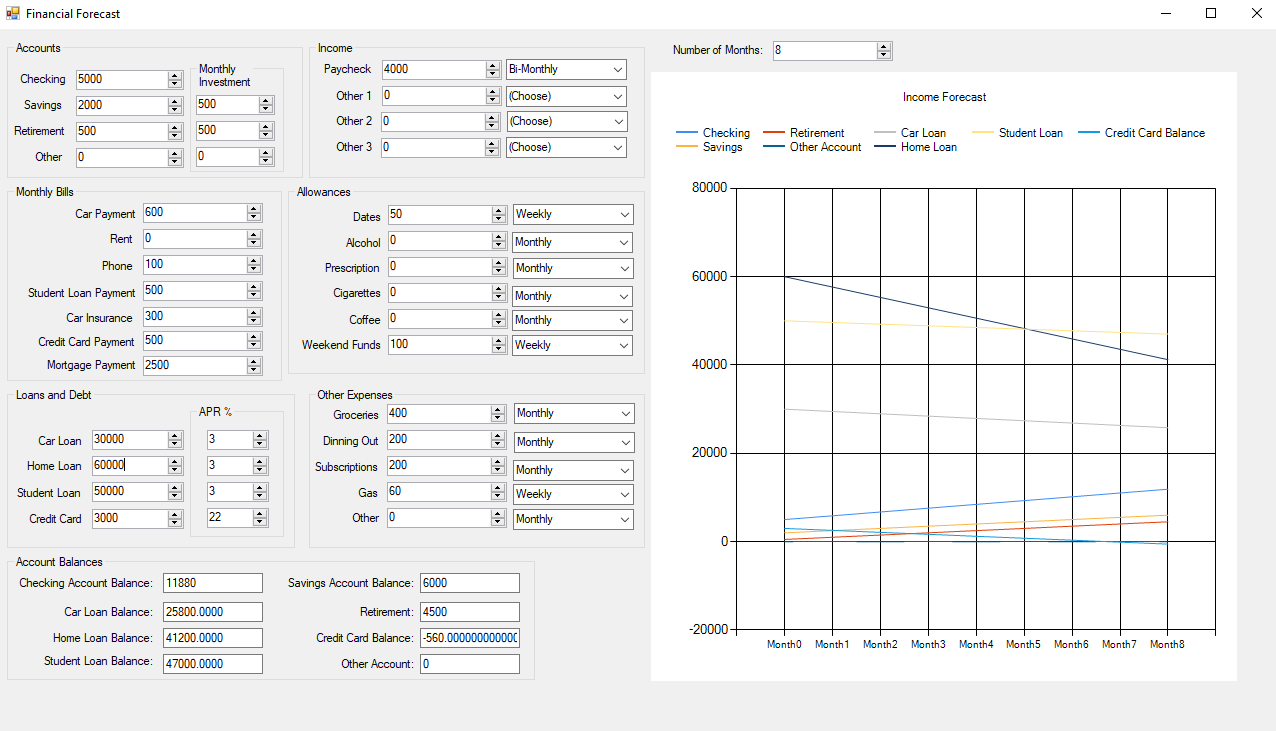 Financial Forecast
Accounts
Monthly
Investment
Checking 5000
Savings 2000 500
Retirement 500 500
Other 0 0
Income
Paycheck 4000 Bi-Monthly
Other 1 0 (Choose)
Other 2 0 (Choose)
Other 3 0 (Choose)
Monthly Bills
Car Payment 600
Rent 0
Phone 100
Student Loan Payment 500
Car Insurance 300
Credit Card Payment 500
Mortgage Payment 2500
Allowances
Dates 50 Weekly
Alcohol 0 Monthly
Prescription 0 Monthly
Cigarettes 0 Monthly
Coffee 0 Monthly
Weekend Funds 100 Weekly
Loans and Debt
APR %
Car Loan 30000 3
Home Loan 60000 3
Student Loan 50000 3
Credit Card 3000 22
Other Expenses
Groceries 400 Monthly
Dinning Out 200 Monthly
Subscriptions 200 Monthly
Gas 60 Weekly
Other 0 Monthly
Account Balances
Checking Account Balance: 11880 Savings Account Balance: 6000
Car Loan Balance: 25800.0000 Retirement: 4500
Home Loan Balance: 41200.0000 Credit Card Balance: -560.000000000000
Student Loan Balance: 47000.0000 Other Account: 0
Number of Months: 8
Income Forecast
Checking Retirement Car Loan Student Loan Credit Card Balance
Savings Other Account Home Loan
80000
60000
40000
20000
0
-20000
Month0 Month1 Month2 Month3 Month4 Month5 Month6 Month7 Month8